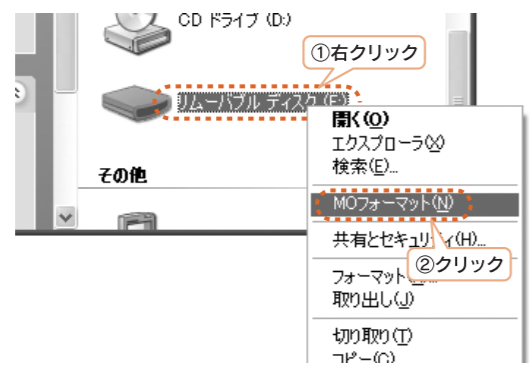 CD ドライブ (D:)
①右クリック
リムーバブル ディスク (E:)
開く(O)
エクスプローラ(X)
検索(E)...
その他
MOフォーマット(N)
共有とセキュリティ(H)...
②クリック
フォーマット
取り出し(J)
切り取り(T)
コピー(C)